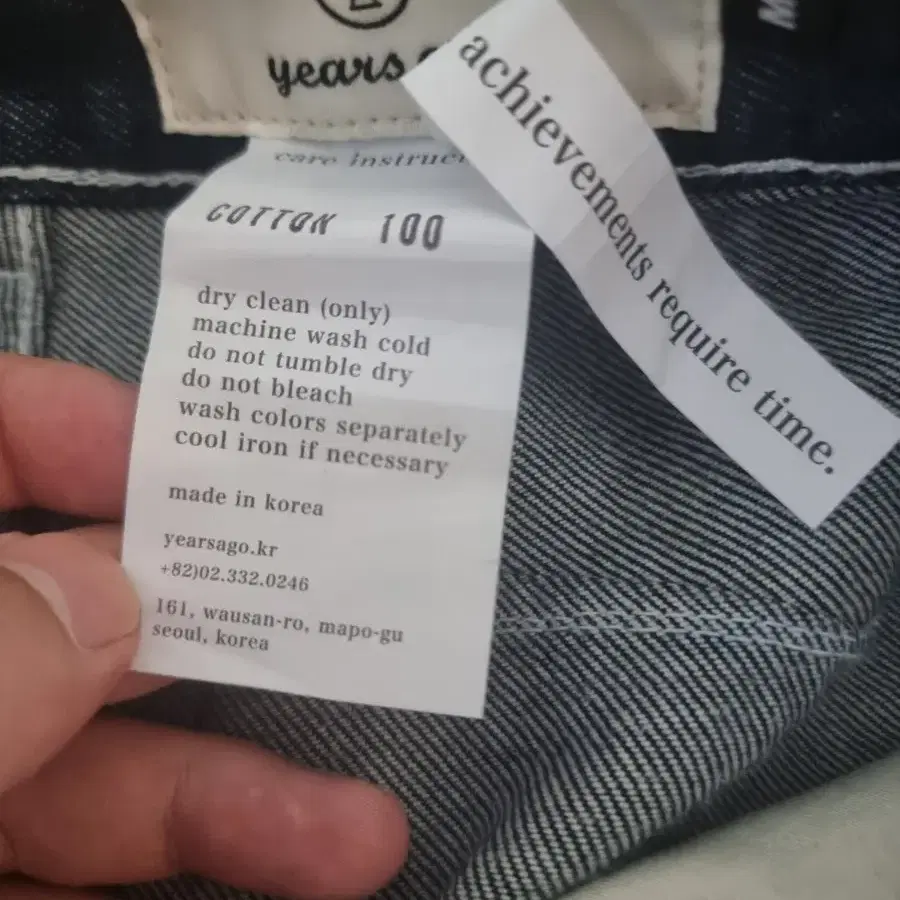 years
achievements require time.
M
care
COTTON 100
dry clean (only)
machine wash cold
do not tumble dry
do not bleach
wash colors separately
cool iron if necessary
made in korea
yearsago.kr
+82)02.332.0246
161, wausan-ro, mapo-gu
seoul, korea